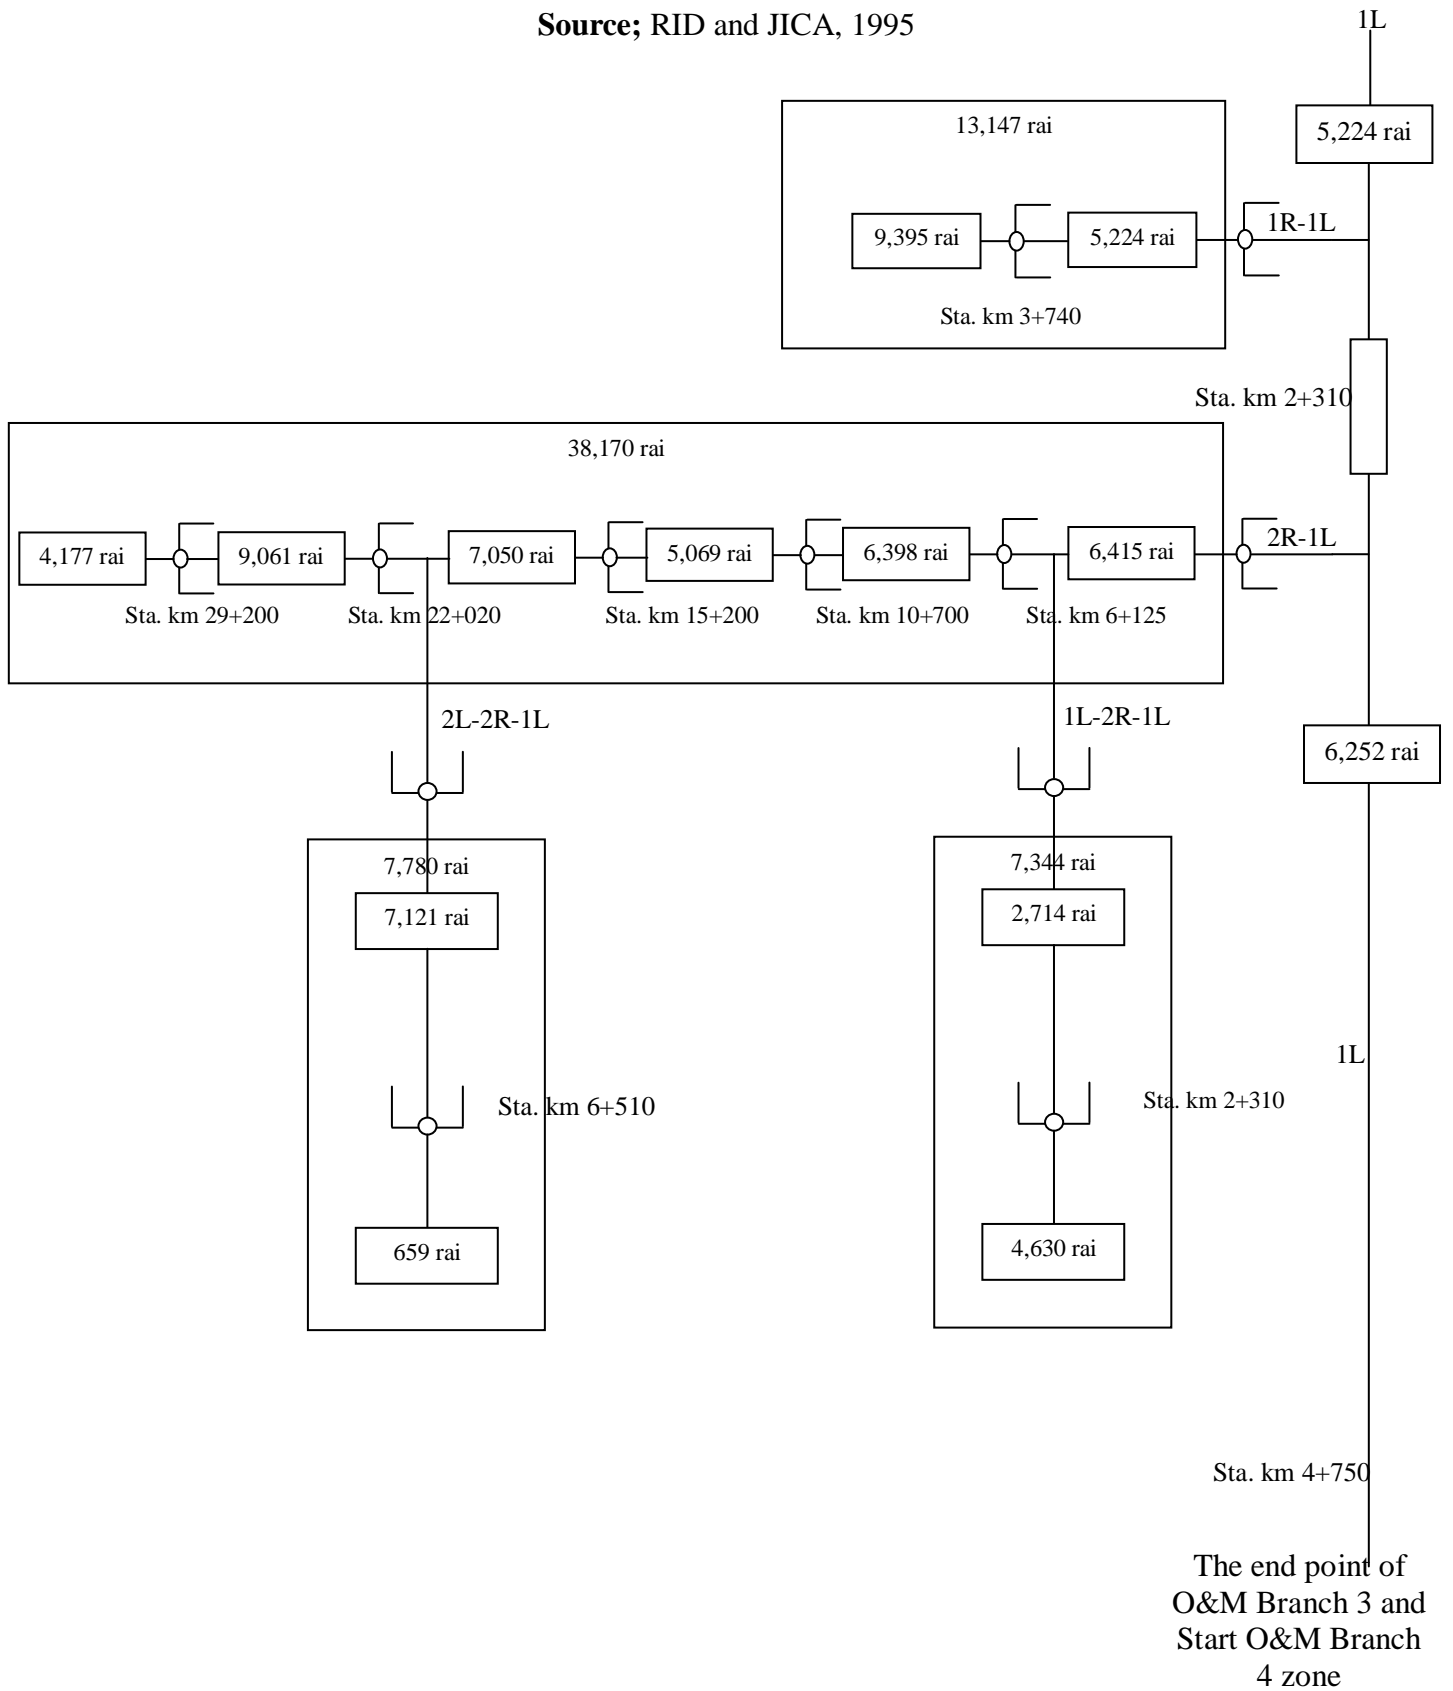 Source; RID and JICA, 1995
1L
5,224 rai
13,147 rai
9,395 rai
5,224 rai
1R-1L
Sta. km 3+740
Sta. km 2+310
38,170 rai
4,177 rai
9,061 rai
7,050 rai
5,069 rai
6,398 rai
6,415 rai
2R-1L
Sta. km 29+200
Sta. km 22+020
Sta. km 15+200
Sta. km 10+700
Sta. km 6+125
2L-2R-1L
1L-2R-1L
6,252 rai
7,780 rai
7,344 rai
7,121 rai
2,714 rai
1L
Sta. km 6+510
Sta. km 2+310
659 rai
4,630 rai
Sta. km 4+750
The end point of
O&M Branch 3 and
Start O&M Branch
4 zone